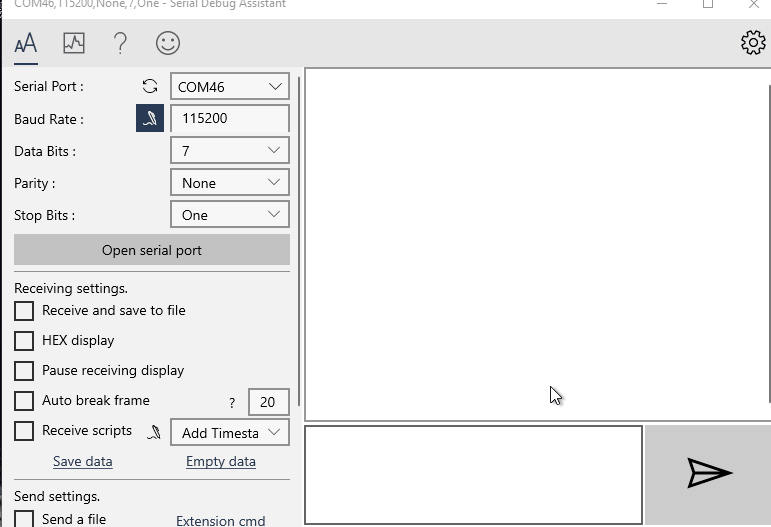 COM46,115200,None,7,One - Serial Debug Assistant
AA
?
Serial Port :
COM46
Baud Rate :
115200
Data Bits :
7
Parity :
None
Stop Bits :
One
Open serial port
Receiving settings.
Receive and save to file
HEX display
Pause receiving display
Auto break frame
?
20
Receive scripts
Add Timesta
Save data
Empty data
Send settings.
Send a file
Extension cmd